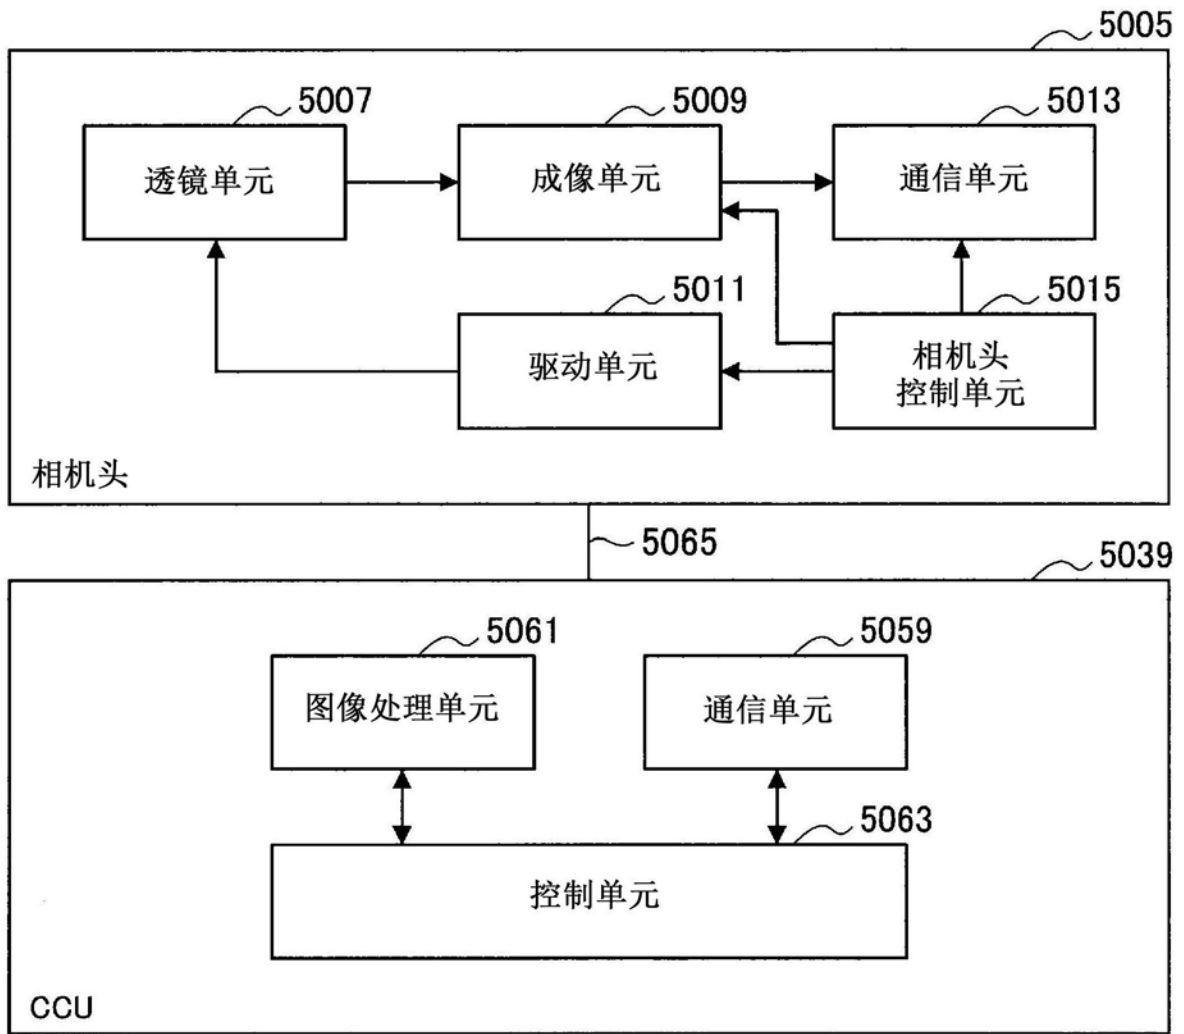 5005
5007
5009
5013
透镜单元
成像单元
通信单元
5011
5015
驱动单元
相机头
控制单元
相机头
5065
5039
5061
5059
图像处理单元
通信单元
5063
控制单元
CCU